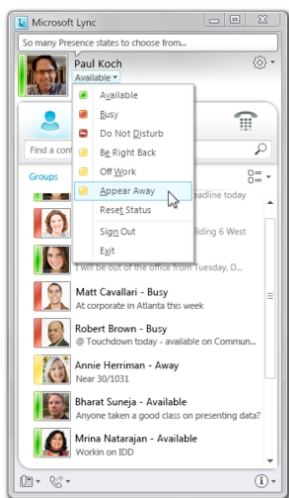 Microsoft Lync
So many Presence states to choose from...
Paul Koch
Available
Available
Busy
Do Not Disturb
Find a con
Be Right Back
Off Work
Groups
Appear Away
adline today
Reset Status
Sign Out
ilding 6 West
Exit
I will be out of the office from Tuesday, D...
Matt Cavallari - Busy
At corporate in Atlanta this week
Robert Brown - Busy
@ Touchdown today - available on Commun...
Annie Herriman - Away
Near 30/1031
Bharat Suneja - Available
Anyone taken a good class on presenting data?
Mrina Natarajan - Available
Workin on IDD